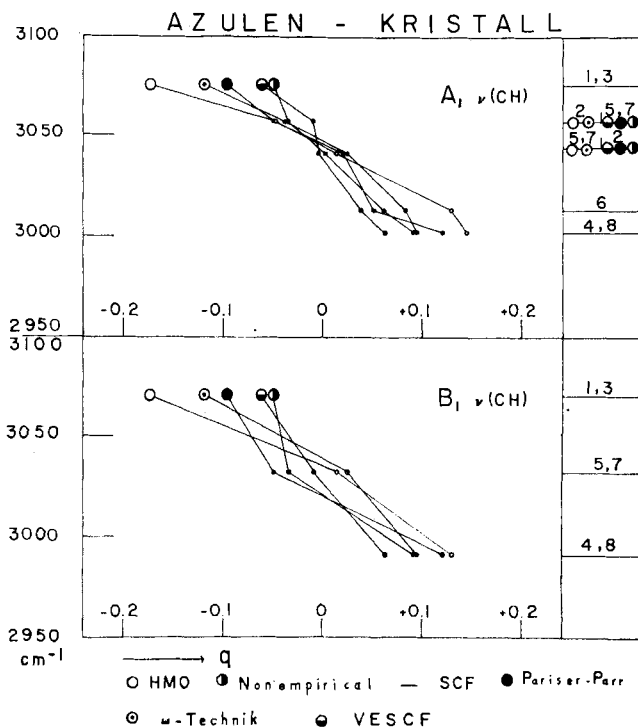 AZULEN - KRISTALL
3100
3050
3000
2950
A₁ ν(CH)
1,3
2 5,7
5,7 2
6
4,8
-0.2 -0.1 0 +0.1 +0.2
3100
3050
3000
2950
cm⁻¹
B₁ ν(CH)
1,3
5,7
4,8
-0.2 -0.1 0 +0.1 +0.2
q
HMO Nonempirical — SCF Pariser-Parr
ω-Technik VESCF